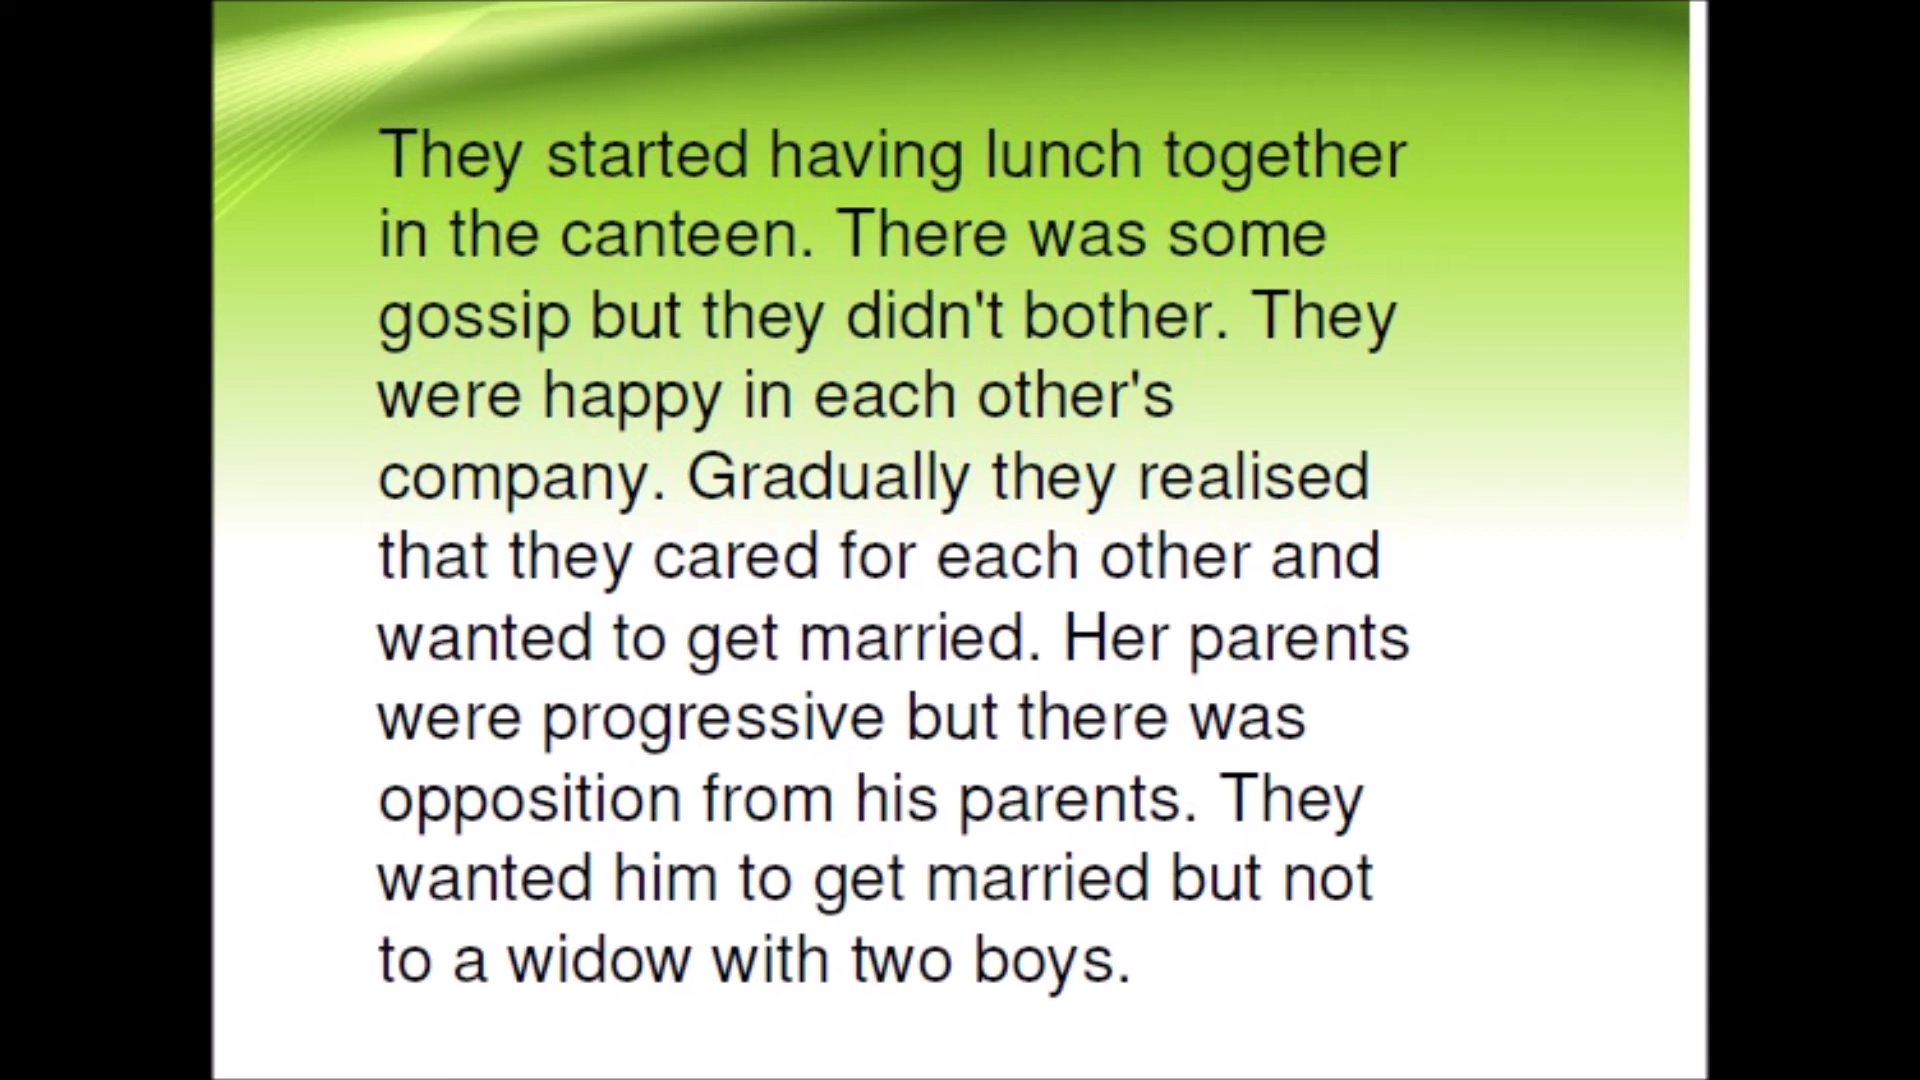 They started having lunch together
in the canteen. There was some
gossip but they didn't bother. They
were happy in each other's
company. Gradually they realised
that they cared for each other and
wanted to get married. Her parents
were progressive but there was
opposition from his parents. They
wanted him to get married but not
to a widow with two boys.